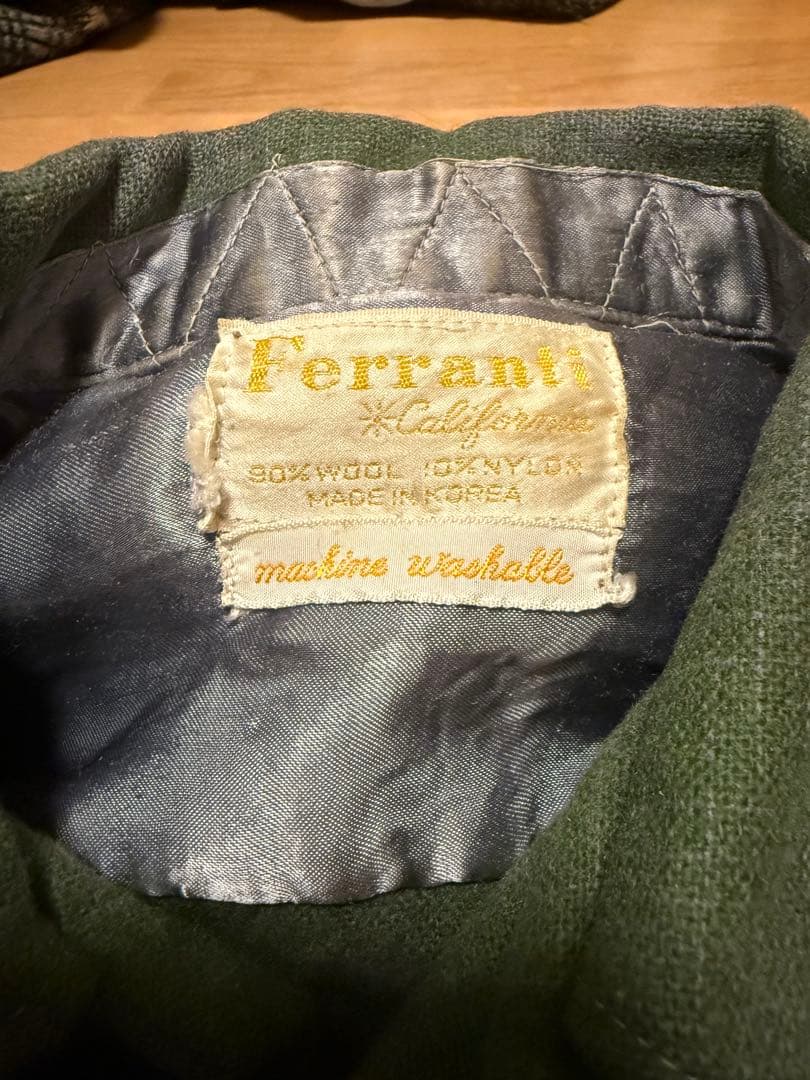 Ferranti
California
90% WOOL 10% NYLON
MADE IN KOREA
machine washable